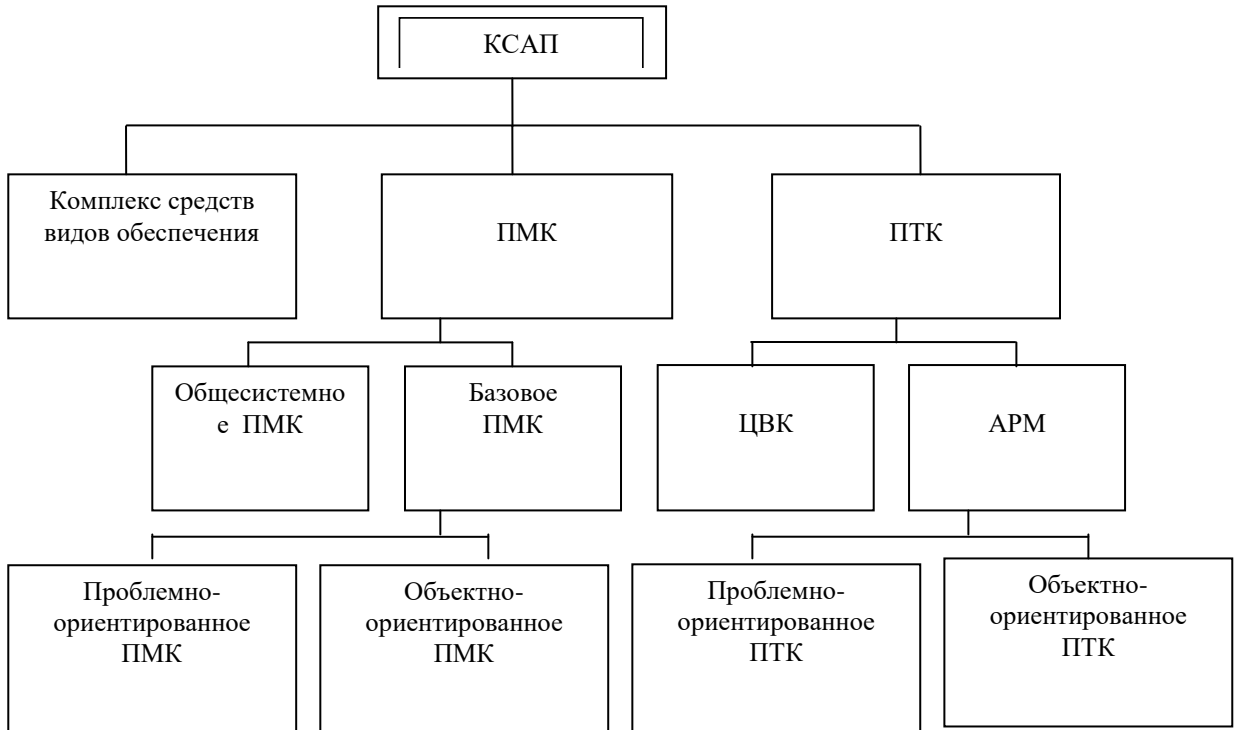 КСАП
Комплекс средств
видов обеспечения
ПМК
ПТК
Общесистемно
е ПМК
Базовое
ПМК
ЦВК
АРМ
Проблемно-
ориентированное
ПМК
Объектно-
ориентированное
ПМК
Проблемно-
ориентированное
ПТК
Объектно-
ориентированное
ПТК